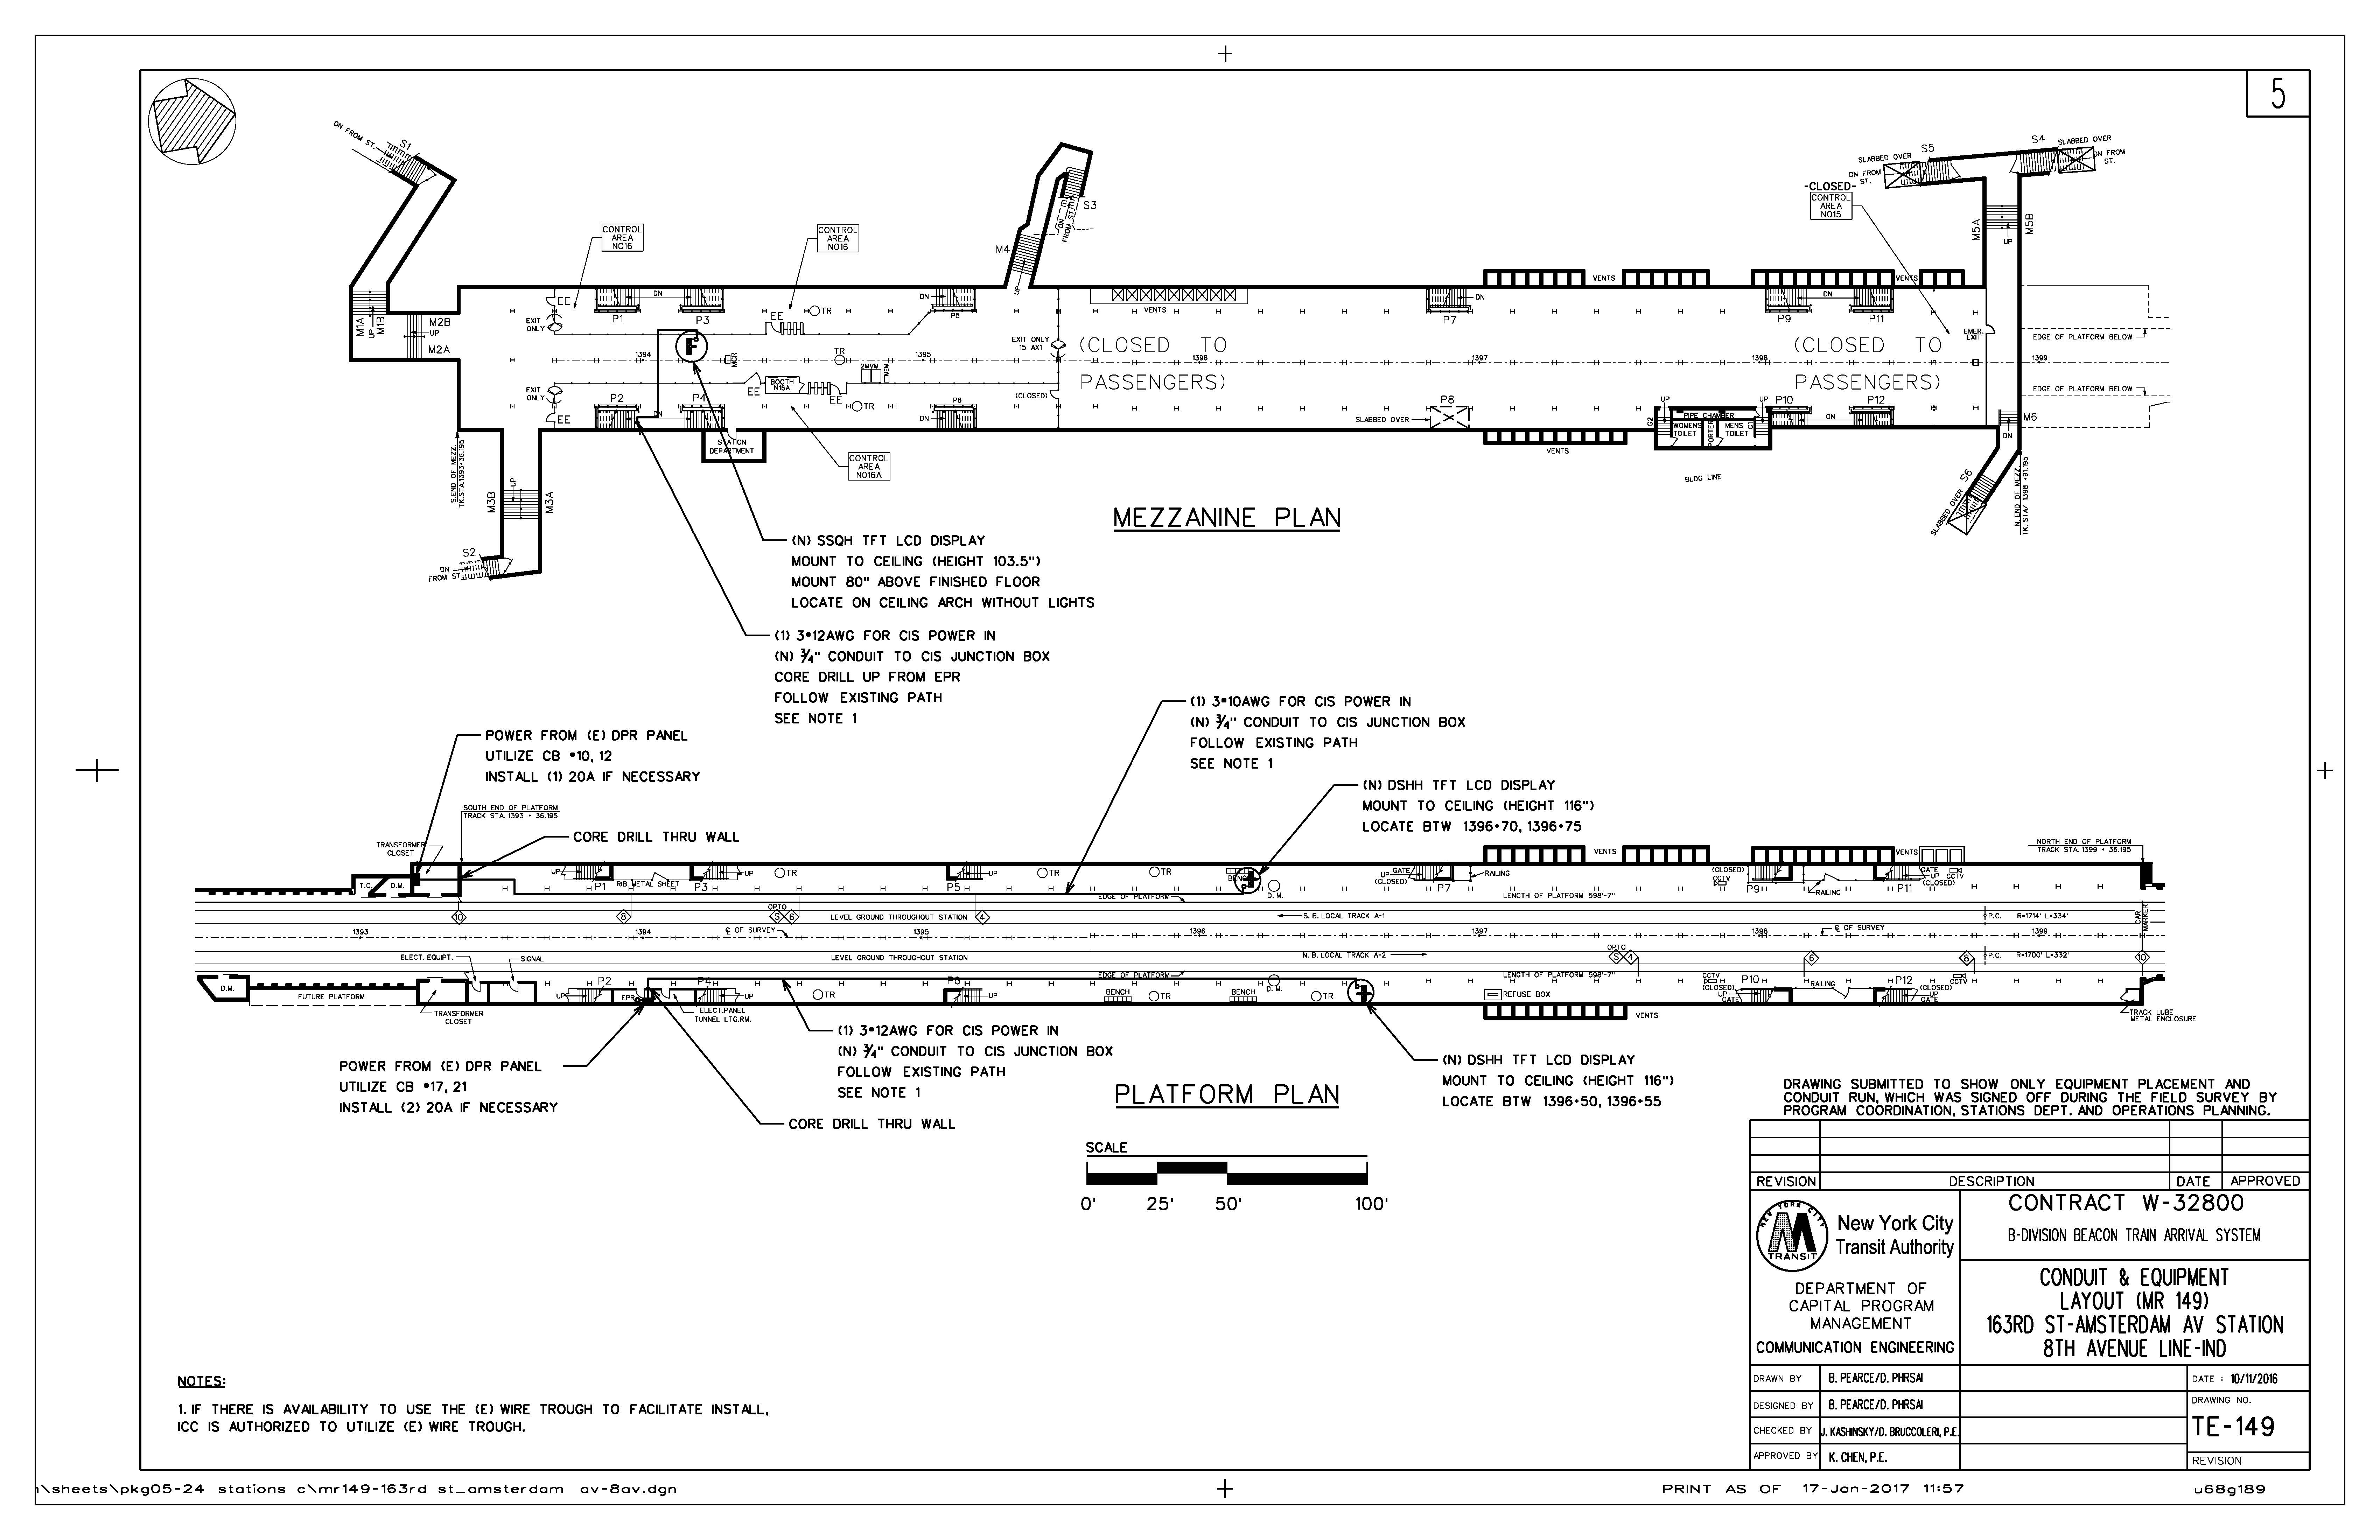 5
DN FROM ST.
S1
S3
DN
FROM ST.
M4
SLABBED OVER
S5
S4
SLABBED OVER
DN FROM
ST.
DN FROM
ST.
-CLOSED-
CONTROL
AREA
NO15
M5A
M5B
UP
CONTROL
AREA
NO16
CONTROL
AREA
NO16
VENTS
VENTS
EE
DN
P1
P3
EE
TR
DN
P5
VENTS
DN
P7
DN
P9
P11
EXIT
ONLY
M1A
M1B
UP
M2B
UP
M2A
1394
MCR
TR
1395
EXIT ONLY
15 AX1
(CLOSED TO
PASSENGERS)
1396
1397
1398
(CLOSED TO
PASSENGERS)
EMER.
EXIT
1399
EDGE OF PLATFORM BELOW
EDGE OF PLATFORM BELOW
EXIT
ONLY
EE
P2
DN
P4
EE
BOOTH
N16A
EE
2MVM
MEM
TR
P6
DN
(CLOSED)
P8
SLABBED OVER
UP
UP
PIPE CHAMBER
WOMENS
TOILET
PORTER
MENS
TOILET
P10
DN
P12
M6
DN
STATION
DEPARTMENT
CONTROL
AREA
NO16A
VENTS
BLDG LINE
S.END OF MEZZ.
TK.STA.1393+36.195
M3B
UP
M3A
S2
DN
FROM ST.
S6
SLABBED OVER
N. END OF MEZZ.
TK. STA/ 1398 +91.195
MEZZANINE PLAN
(N) SSQH TFT LCD DISPLAY
MOUNT TO CEILING (HEIGHT 103.5")
MOUNT 80" ABOVE FINISHED FLOOR
LOCATE ON CEILING ARCH WITHOUT LIGHTS
(1) 3#12AWG FOR CIS POWER IN
(N) 3/4" CONDUIT TO CIS JUNCTION BOX
CORE DRILL UP FROM EPR
FOLLOW EXISTING PATH
SEE NOTE 1
(1) 3#10AWG FOR CIS POWER IN
(N) 3/4" CONDUIT TO CIS JUNCTION BOX
FOLLOW EXISTING PATH
SEE NOTE 1
POWER FROM (E) DPR PANEL
UTILIZE CB #10, 12
INSTALL (1) 20A IF NECESSARY
(N) DSHH TFT LCD DISPLAY
MOUNT TO CEILING (HEIGHT 116")
LOCATE BTW 1396+70, 1396+75
SOUTH END OF PLATFORM
TRACK STA. 1393 + 36.195
CORE DRILL THRU WALL
TRANSFORMER
CLOSET
VENTS
VENTS
NORTH END OF PLATFORM
TRACK STA. 1399 + 36.195
T.C.
D.M.
UP
P1
RIB METAL SHEET
P3
UP
TR
P5
UP
TR
TR
BENCH
D. M.
UP
(CLOSED)
GATE
P7
RAILING
(CLOSED)
CCTV
P9
RAILING
GATE
UP
(CLOSED)
P11
CCTV
EDGE OF PLATFORM
LENGTH OF PLATFORM 598'-7"
10
8
OPTO
S
6
LEVEL GROUND THROUGHOUT STATION
4
S. B. LOCAL TRACK A-1
P.C.
R=1714' L=334'
CAR
MARKER
1393
1394
℄ OF SURVEY
1395
1396
1397
1398
℄ OF SURVEY
1399
ELECT. EQUIPT.
SIGNAL
LEVEL GROUND THROUGHOUT STATION
N. B. LOCAL TRACK A-2
OPTO
S
4
6
8
P.C.
R=1700' L=332'
10
EDGE OF PLATFORM
LENGTH OF PLATFORM 598'-7"
D.M.
FUTURE PLATFORM
TRANSFORMER
CLOSET
UP
P2
EPR
P4
UP
ELECT.PANEL
TUNNEL LTG.RM.
TR
P6
UP
BENCH
TR
BENCH
D. M.
TR
REFUSE BOX
CCTV
(CLOSED)
UP
GATE
P10
RAILING
P12
(CLOSED)
UP
GATE
CCTV
VENTS
TRACK LUBE
METAL ENCLOSURE
POWER FROM (E) DPR PANEL
UTILIZE CB #17, 21
INSTALL (2) 20A IF NECESSARY
(1) 3#12AWG FOR CIS POWER IN
(N) 3/4" CONDUIT TO CIS JUNCTION BOX
FOLLOW EXISTING PATH
SEE NOTE 1
CORE DRILL THRU WALL
(N) DSHH TFT LCD DISPLAY
MOUNT TO CEILING (HEIGHT 116")
LOCATE BTW 1396+50, 1396+55
PLATFORM PLAN
SCALE
0' 25' 50' 100'
DRAWING SUBMITTED TO SHOW ONLY EQUIPMENT PLACEMENT AND
CONDUIT RUN, WHICH WAS SIGNED OFF DURING THE FIELD SURVEY BY
PROGRAM COORDINATION, STATIONS DEPT. AND OPERATIONS PLANNING.
REVISION DESCRIPTION DATE APPROVED
NEW YORK CITY
TRANSIT
New York City
Transit Authority
DEPARTMENT OF
CAPITAL PROGRAM
MANAGEMENT
COMMUNICATION ENGINEERING
CONTRACT W-32800
B-DIVISION BEACON TRAIN ARRIVAL SYSTEM
CONDUIT & EQUIPMENT
LAYOUT (MR 149)
163RD ST-AMSTERDAM AV STATION
8TH AVENUE LINE-IND
DRAWN BY B. PEARCE/D. PHRSAI
DATE : 10/11/2016
DESIGNED BY B. PEARCE/D. PHRSAI
DRAWING NO.
TE-149
CHECKED BY J. KASHINSKY/D. BRUCCOLERI, P.E.
APPROVED BY K. CHEN, P.E.
REVISION
NOTES:
1. IF THERE IS AVAILABILITY TO USE THE (E) WIRE TROUGH TO FACILITATE INSTALL,
ICC IS AUTHORIZED TO UTILIZE (E) WIRE TROUGH.
\sheets\pkg05-24 stations c\mr149-163rd st_amsterdam av-8av.dgn
PRINT AS OF 17-Jan-2017 11:57
u68g189